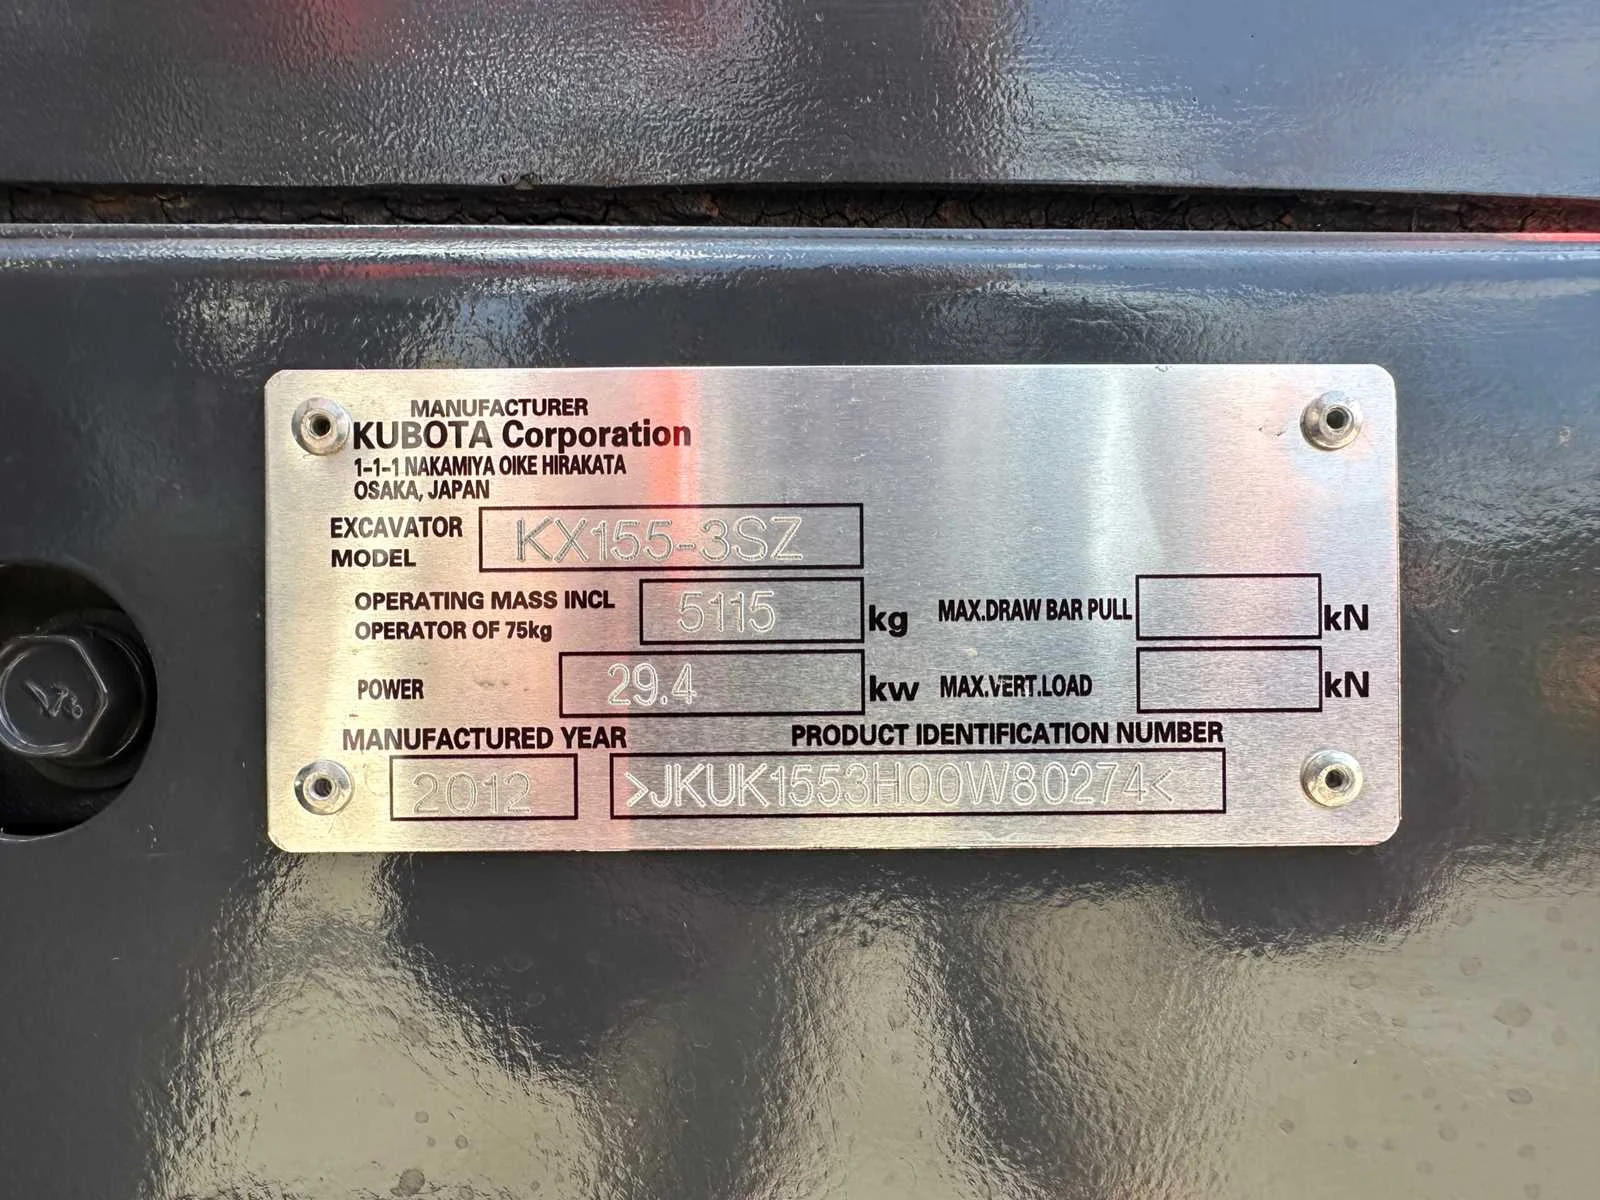 MANUFACTURER
KUBOTA Corporation
1-1-1 NAKAMIYA OIKE HIRAKATA
OSAKA, JAPAN
EXCAVATOR MODEL KX155-3SZ
OPERATING MASS INCL OPERATOR OF 75kg 5115 kg
MAX.DRAW BAR PULL kN
POWER 29.4 kw
MAX.VERT.LOAD kN
MANUFACTURED YEAR
PRODUCT IDENTIFICATION NUMBER
2012
>JKUK1553H00W80274<